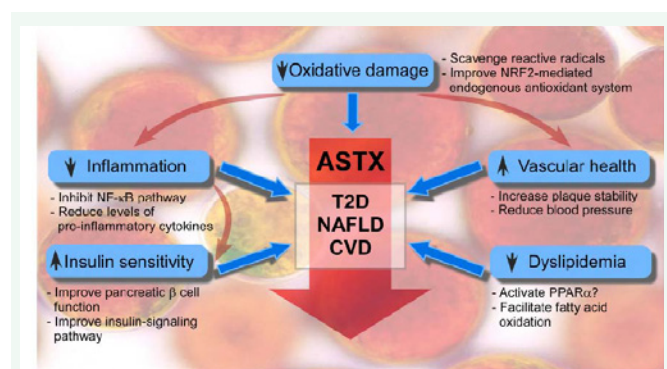 Oxidative damage
- Scavenge reactive radicals
- Improve NRF2-mediated
endogenous antioxidant system
Inflammation
- Inhibit NF-κB pathway
- Reduce levels of
pro-inflammatory cytokines
Insulin sensitivity
- Improve pancreatic β cell
function
- Improve insulin-signaling
pathway
ASTX
T2D
NAFLD
CVD
Vascular health
- Increase plaque stability
- Reduce blood pressure
Dyslipidemia
- Activate PPARα?
- Facilitate fatty acid
oxidation